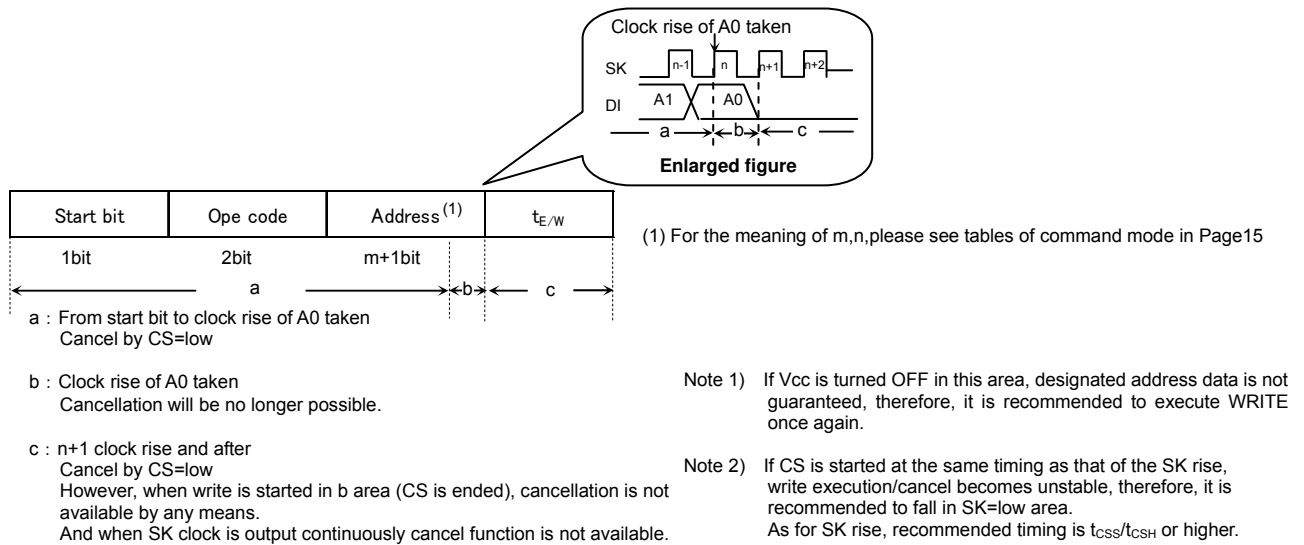 Clock rise of A0 taken
SK n-1 n n+1 n+2
DI A1 A0
a b c
Enlarged figure
Start bit Ope code Address(1) tE/W
1bit 2bit m+1bit
a b c
(1) For the meaning of m,n,please see tables of command mode in Page15
a : From start bit to clock rise of A0 taken
Cancel by CS=low
b : Clock rise of A0 taken
Cancellation will be no longer possible.
c : n+1 clock rise and after
Cancel by CS=low
However, when write is started in b area (CS is ended), cancellation is not
available by any means.
And when SK clock is output continuously cancel function is not available.
Note 1) If Vcc is turned OFF in this area, designated address data is not
guaranteed, therefore, it is recommended to execute WRITE
once again.
Note 2) If CS is started at the same timing as that of the SK rise,
write execution/cancel becomes unstable, therefore, it is
recommended to fall in SK=low area.
As for SK rise, recommended timing is tCSS/tCSH or higher.